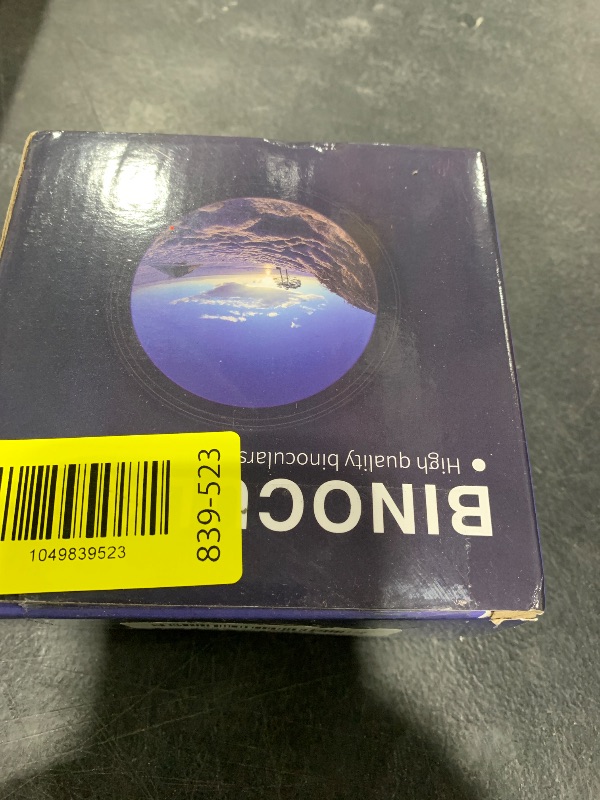 • High quality binoculars
BINOCU
1049839523
839-523